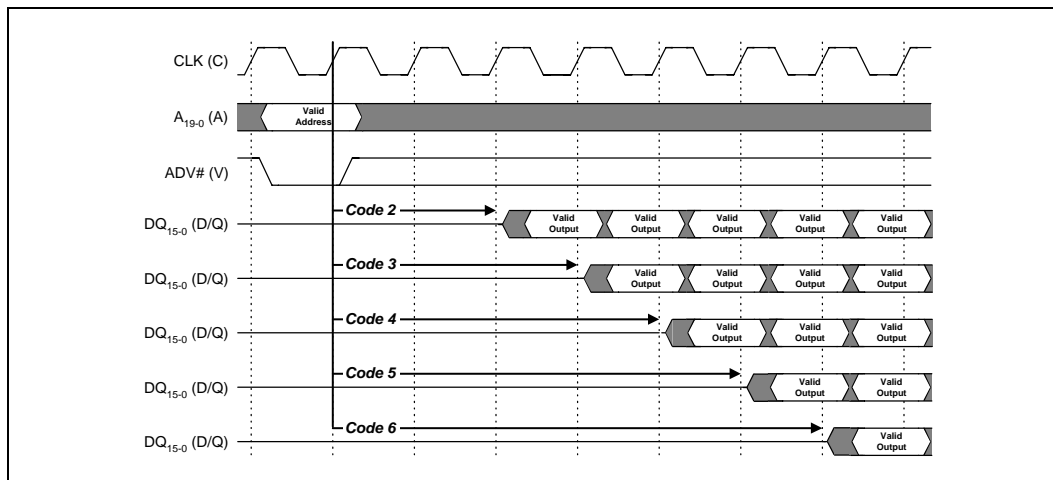 CLK (C)
A19-0 (A)
Valid
Address
ADV# (V)
Code 2
DQ15-0 (D/Q)
Valid Output Valid Output Valid Output Valid Output Valid Output
Code 3
DQ15-0 (D/Q)
Valid Output Valid Output Valid Output Valid Output
Code 4
DQ15-0 (D/Q)
Valid Output Valid Output Valid Output
Code 5
DQ15-0 (D/Q)
Valid Output Valid Output
Code 6
DQ15-0 (D/Q)
Valid Output